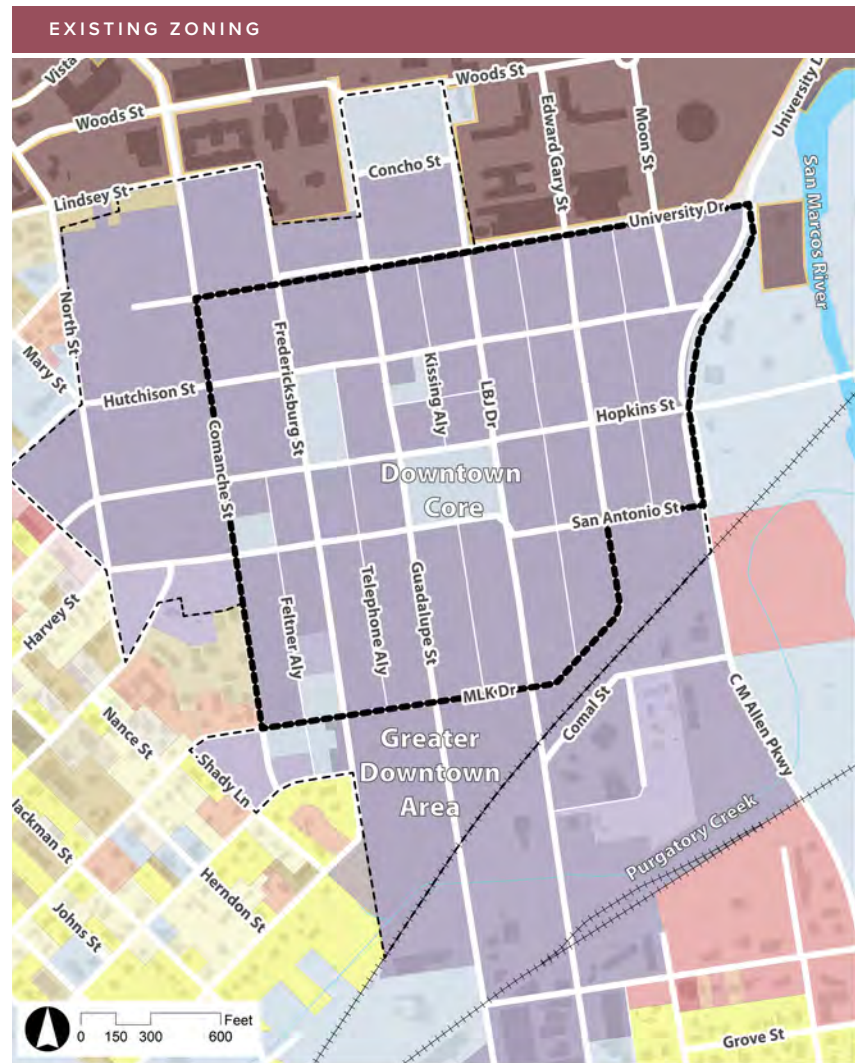 EXISTING ZONING
Vista
Woods St
Woods St
University D
Concho St
Edward Gary St
Moon St
Lindsey St
University Dr
San Marcos River
North St
Fredericksburg St
Kissing Aly
LBJ Dr
Mary St
Hutchison St
Comanche St
Hopkins St
Downtown
Core
San Antonio St
Harvey St
Feltner Aly
Telephone Aly
Guadalupe St
MLK Dr
Comal St
C M Allen Pkwy
Nance St
Shady Ln
Greater
Downtown
Area
Purgatory Creek
Jackman St
Herndon St
Johns St
Feet
0 150 300 600
Grove St